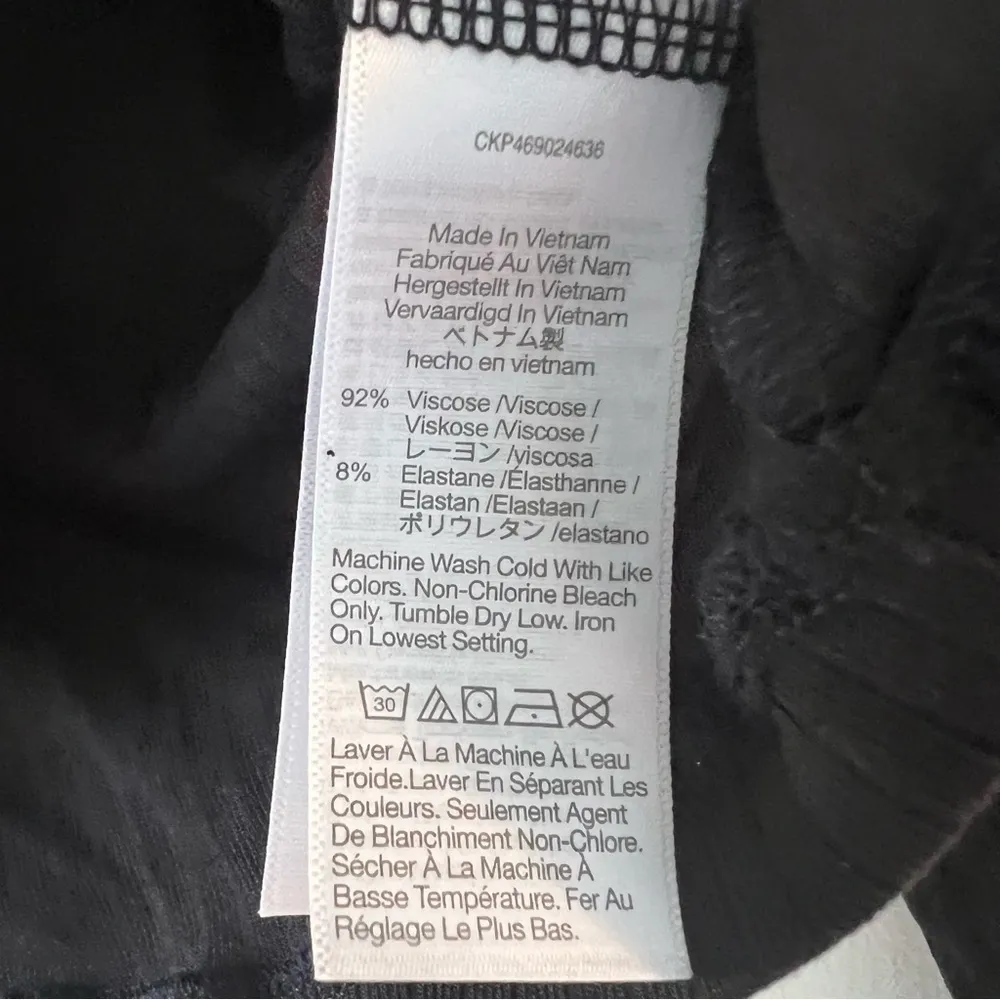 CKP469024636
Made In Vietnam
Fabriqué Au Viêt Nam
Hergestellt In Vietnam
Vervaardigd In Vietnam
ベトナム製
hecho en vietnam
92% Viscose /Viscose /
Viskose /Viscose /
レーヨン /viscosa
8% Elastane /Élasthanne /
Elastan /Elastaan /
ポリウレタン /elastano
Machine Wash Cold With Like
Colors. Non-Chlorine Bleach
Only. Tumble Dry Low. Iron
On Lowest Setting.
30
Laver À La Machine À L'eau
Froide.Laver En Séparant Les
Couleurs. Seulement Agent
De Blanchiment Non-Chlore.
Sécher À La Machine À
Basse Température. Fer Au
Réglage Le Plus Bas.